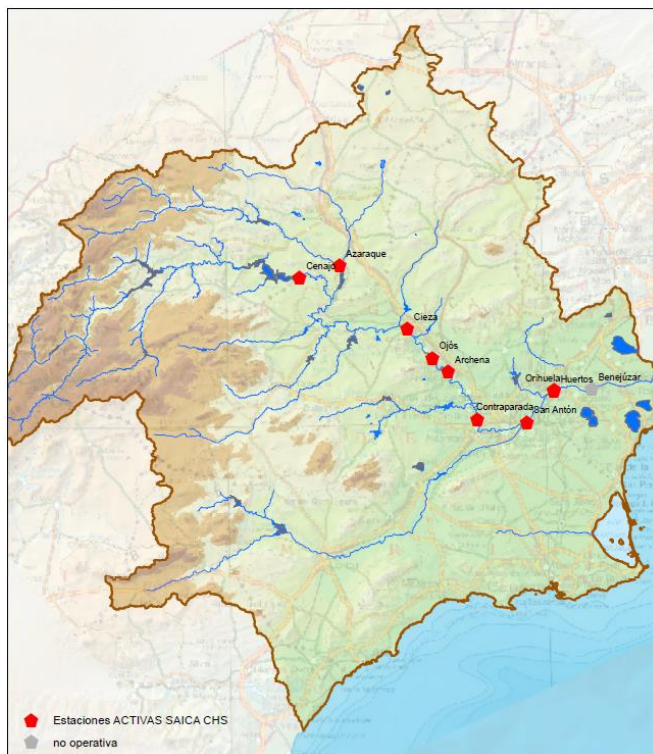 Cenajo
Azaraque
Cieza
Ojós
Archena
Orihuela
Huertos
Benejúzar
Contraparada
San Antón
Estaciones ACTIVAS SAICA CHS
no operativa